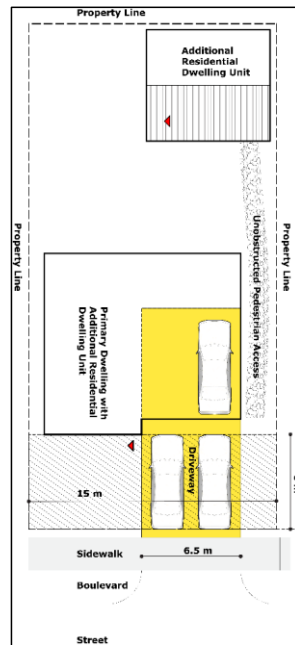 Property Line
Additional
Residential
Dwelling Unit
Property Line
Property Line
Unobstructed Pedestrian Access
Primary Dwelling with
Additional Residential
Dwelling Unit
Driveway
15 m
Sidewalk
6.5 m
Boulevard
Street